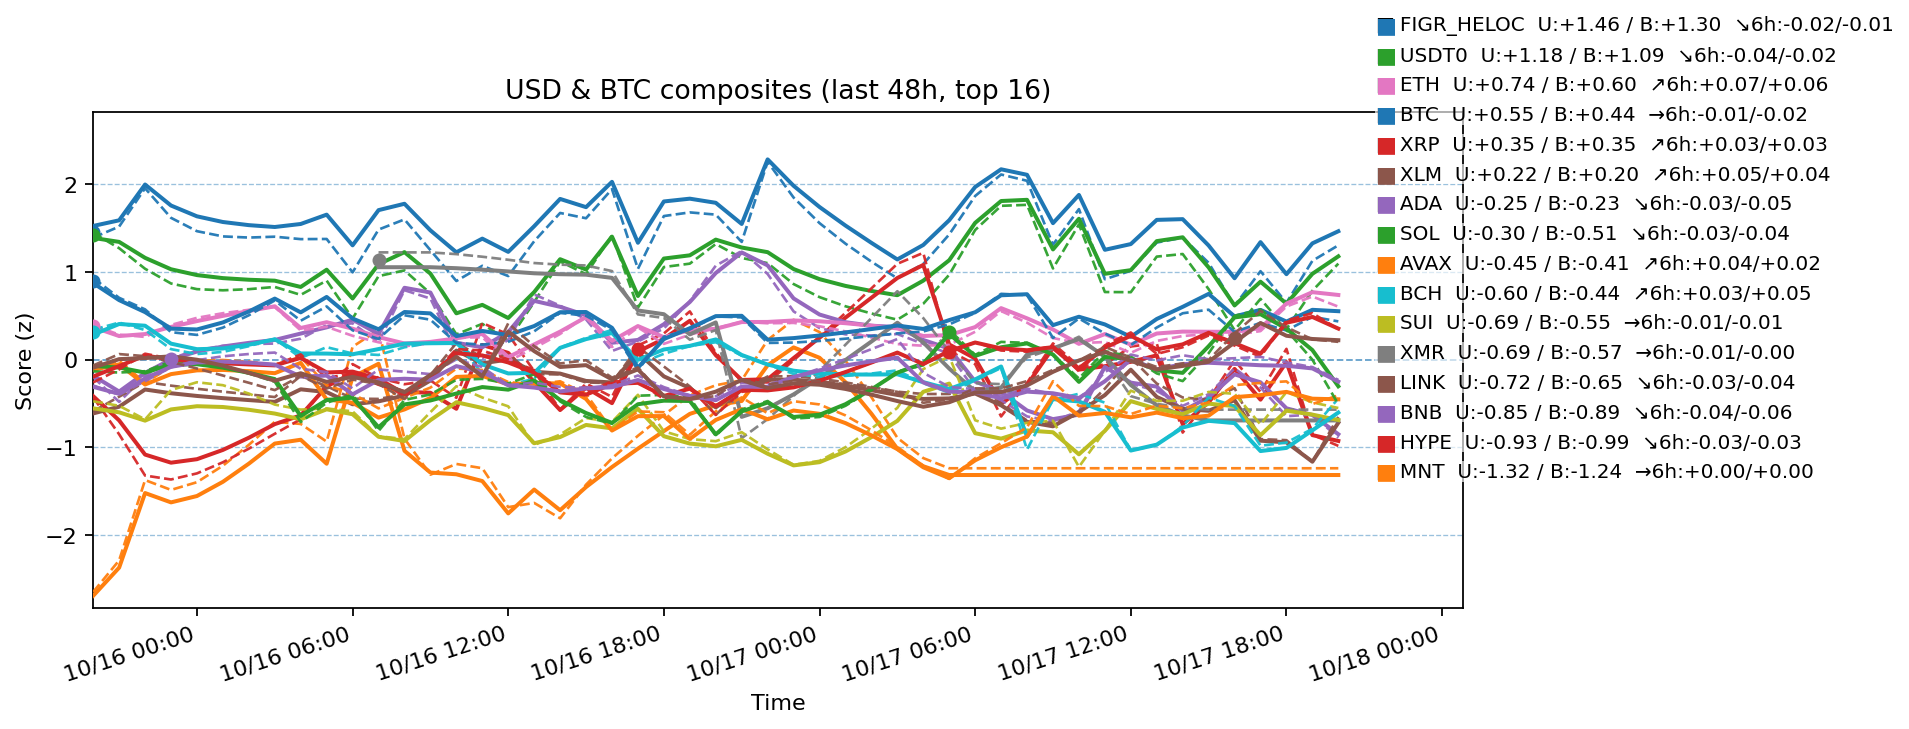 FIGR_HELOC U:+1.46 / B:+1.30 ↘6h:-0.02/-0.01
USDT0 U:+1.18 / B:+1.09 ↘6h:-0.04/-0.02
USD & BTC composites (last 48h, top 16)
ETH U:+0.74 / B:+0.60 ↗6h:+0.07/+0.06
BTC U:+0.55 / B:+0.44 →6h:-0.01/-0.02
XRP U:+0.35 / B:+0.35 ↗6h:+0.03/+0.03
XLM U:+0.22 / B:+0.20 ↗6h:+0.05/+0.04
ADA U:-0.25 / B:-0.23 ↘6h:-0.03/-0.05
SOL U:-0.30 / B:-0.51 ↘6h:-0.03/-0.04
AVAX U:-0.45 / B:-0.41 ↗6h:+0.04/+0.02
BCH U:-0.60 / B:-0.44 ↗6h:+0.03/+0.05
SUI U:-0.69 / B:-0.55 →6h:-0.01/-0.01
XMR U:-0.69 / B:-0.57 →6h:-0.01/-0.00
LINK U:-0.72 / B:-0.65 ↘6h:-0.03/-0.04
BNB U:-0.85 / B:-0.89 ↘6h:-0.04/-0.06
HYPE U:-0.93 / B:-0.99 ↘6h:-0.03/-0.03
MNT U:-1.32 / B:-1.24 →6h:+0.00/+0.00
Score (z)
2
1
0
−1
−2
10/16 00:00
10/16 06:00
10/16 12:00
10/16 18:00
10/17 00:00
10/17 06:00
10/17 12:00
10/17 18:00
10/18 00:00
Time